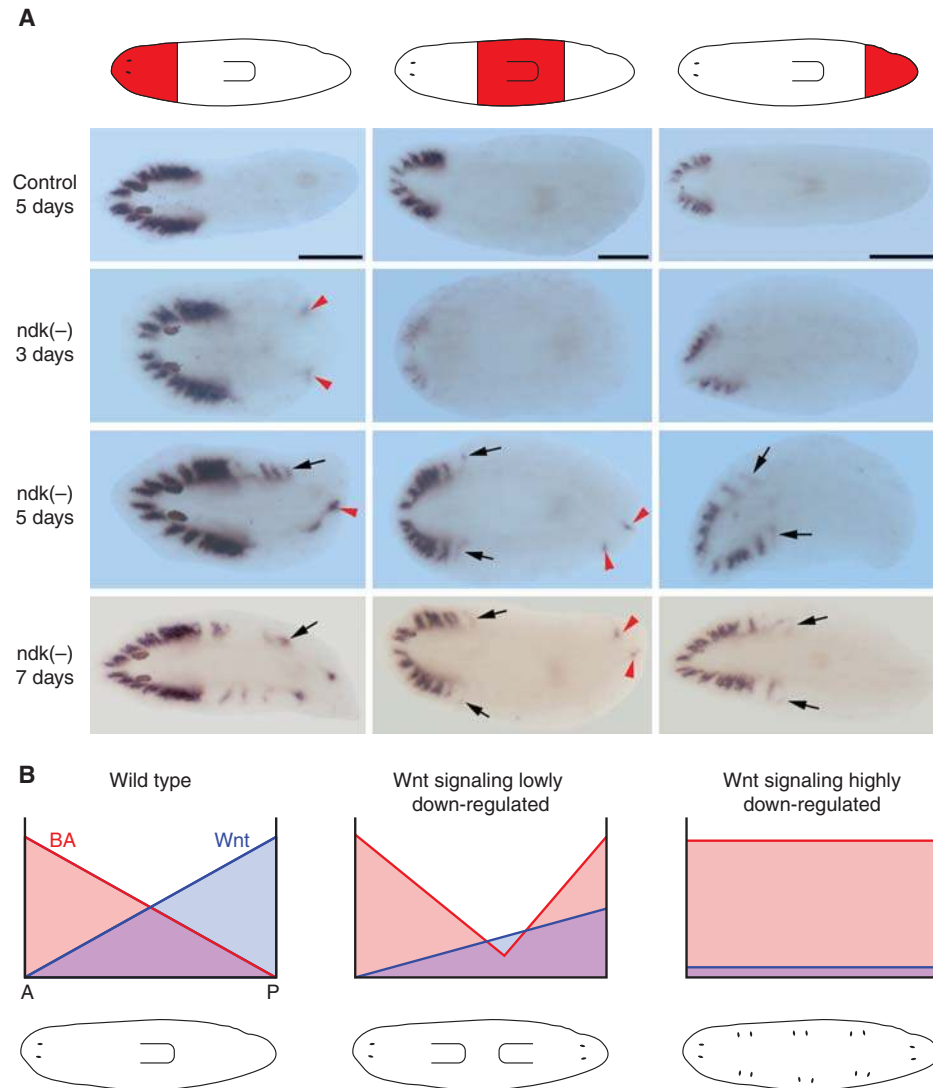 A
Control
5 days
ndk(–)
3 days
ndk(–)
5 days
ndk(–)
7 days
B
Wild type
Wnt signaling lowly
down-regulated
Wnt signaling highly
down-regulated
BA
Wnt
A
P